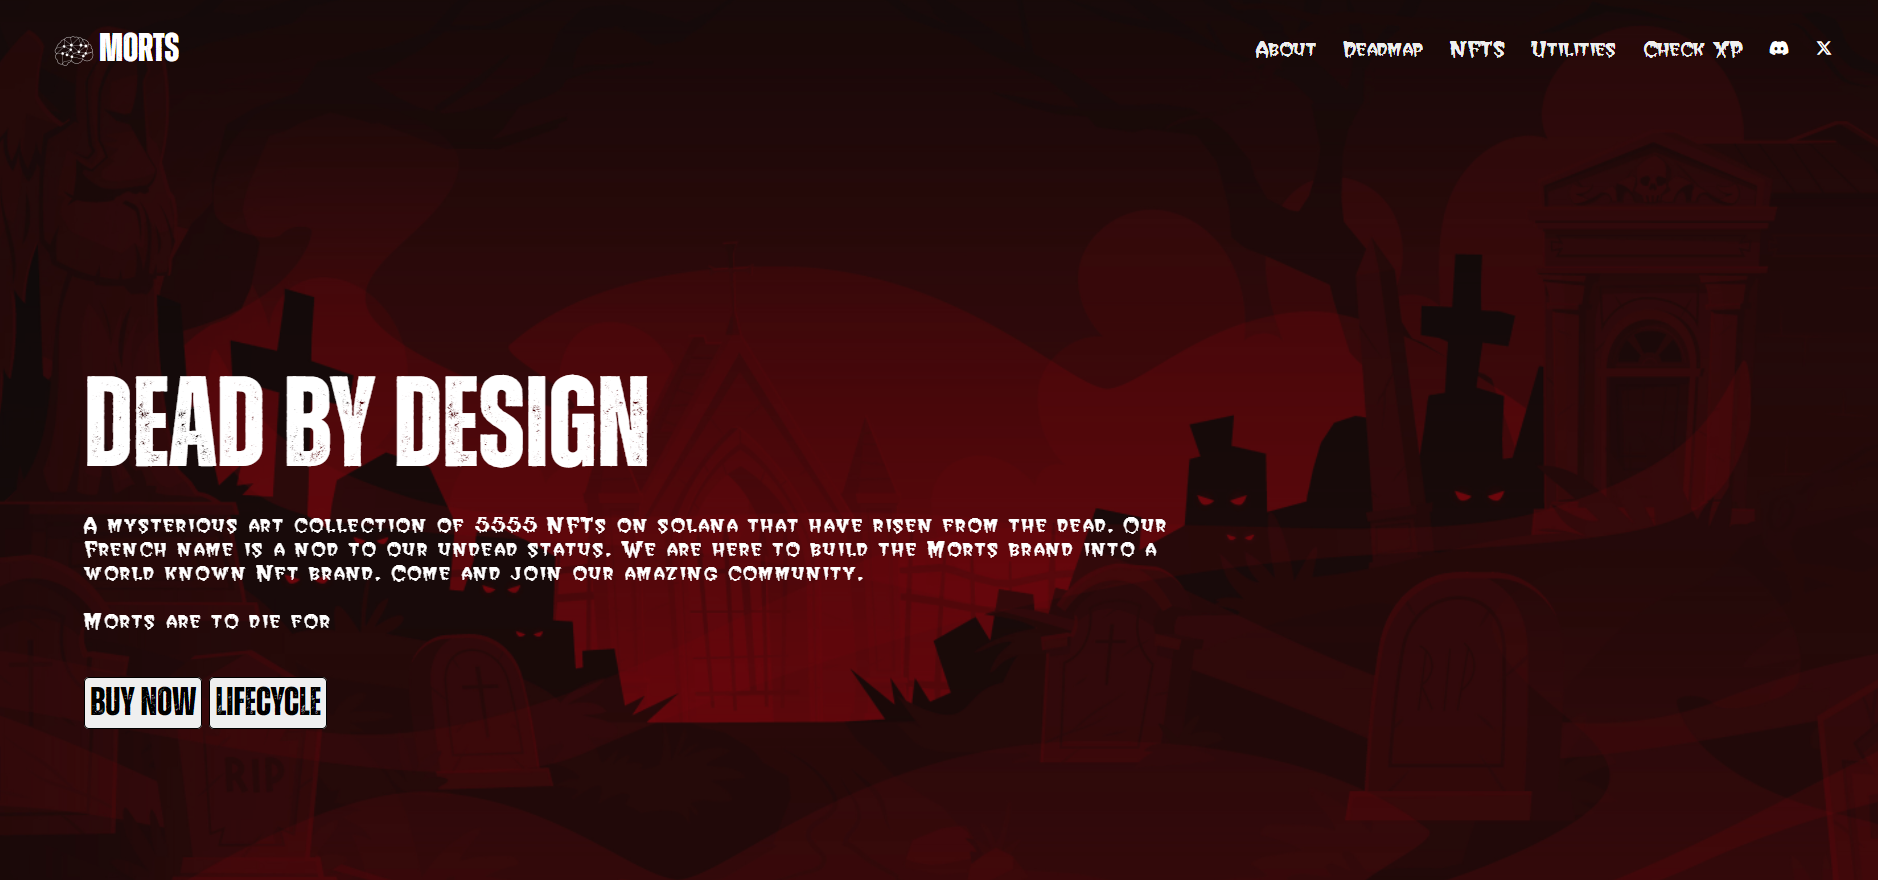 MORTS
About Deadmap NFTS Utilities Check XP
DEAD BY DESIGN
A mysterious art collection of 5555 NFTs on solana that have risen from the dead. Our
French name is a nod to our undead status. We are here to build the Morts brand into a
world known Nft brand. Come and join our amazing community.
Morts are to die for
BUY NOW LIFECYCLE
RIP
RIP